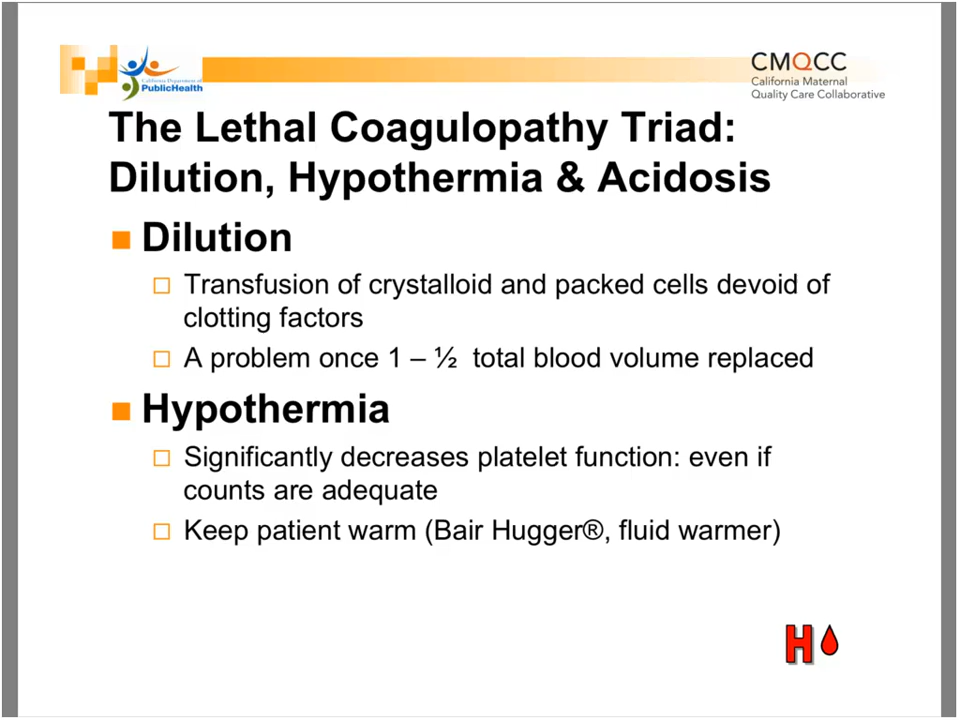 California Department of
PublicHealth
CMQCC
California Maternal
Quality Care Collaborative
The Lethal Coagulopathy Triad:
Dilution, Hypothermia & Acidosis
Dilution
Transfusion of crystalloid and packed cells devoid of
clotting factors
A problem once 1 – ½ total blood volume replaced
Hypothermia
Significantly decreases platelet function: even if
counts are adequate
Keep patient warm (Bair Hugger®, fluid warmer)
H